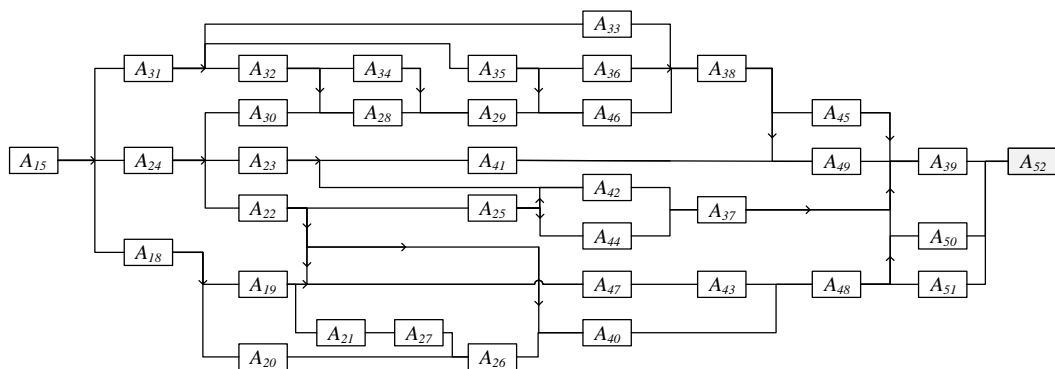 A33
A31 A32 A34 A35 A36 A38
A30 A28 A29 A46 A45
A15 A24 A23 A41 A49 A39 A52
A42
A22 A25 A37
A44 A50
A18
A19 A47 A43 A48 A51
A21 A27 A40
A20 A26